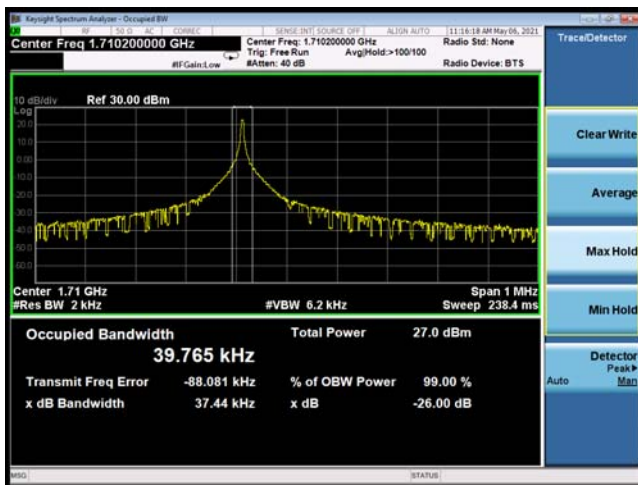 Keysight Spectrum Analyzer - Occupied BW
RF 50 Ω AC CORREC SENSE:INT SOURCE OFF ALIGN AUTO 11:16:18 AM May 06, 2021
Center Freq 1.710200000 GHz
Center Freq: 1.710200000 GHz
Radio Std: None
Trig: Free Run
Avg|Hold:>100/100
#IFGain:Low
#Atten: 40 dB
Radio Device: BTS
Trace/Detector
10 dB/div Ref 30.00 dBm
Log
20.0
10.0
0.00
-10.0
-20.0
-30.0
-40.0
-50.0
-60.0
Center 1.71 GHz
Span 1 MHz
#Res BW 2 kHz
#VBW 6.2 kHz
Sweep 238.4 ms
Occupied Bandwidth
Total Power 27.0 dBm
39.765 kHz
Transmit Freq Error -88.081 kHz
% of OBW Power 99.00 %
x dB Bandwidth 37.44 kHz
x dB -26.00 dB
Clear Write
Average
Max Hold
Min Hold
Detector
Peak▶
Auto Man
MSG
STATUS